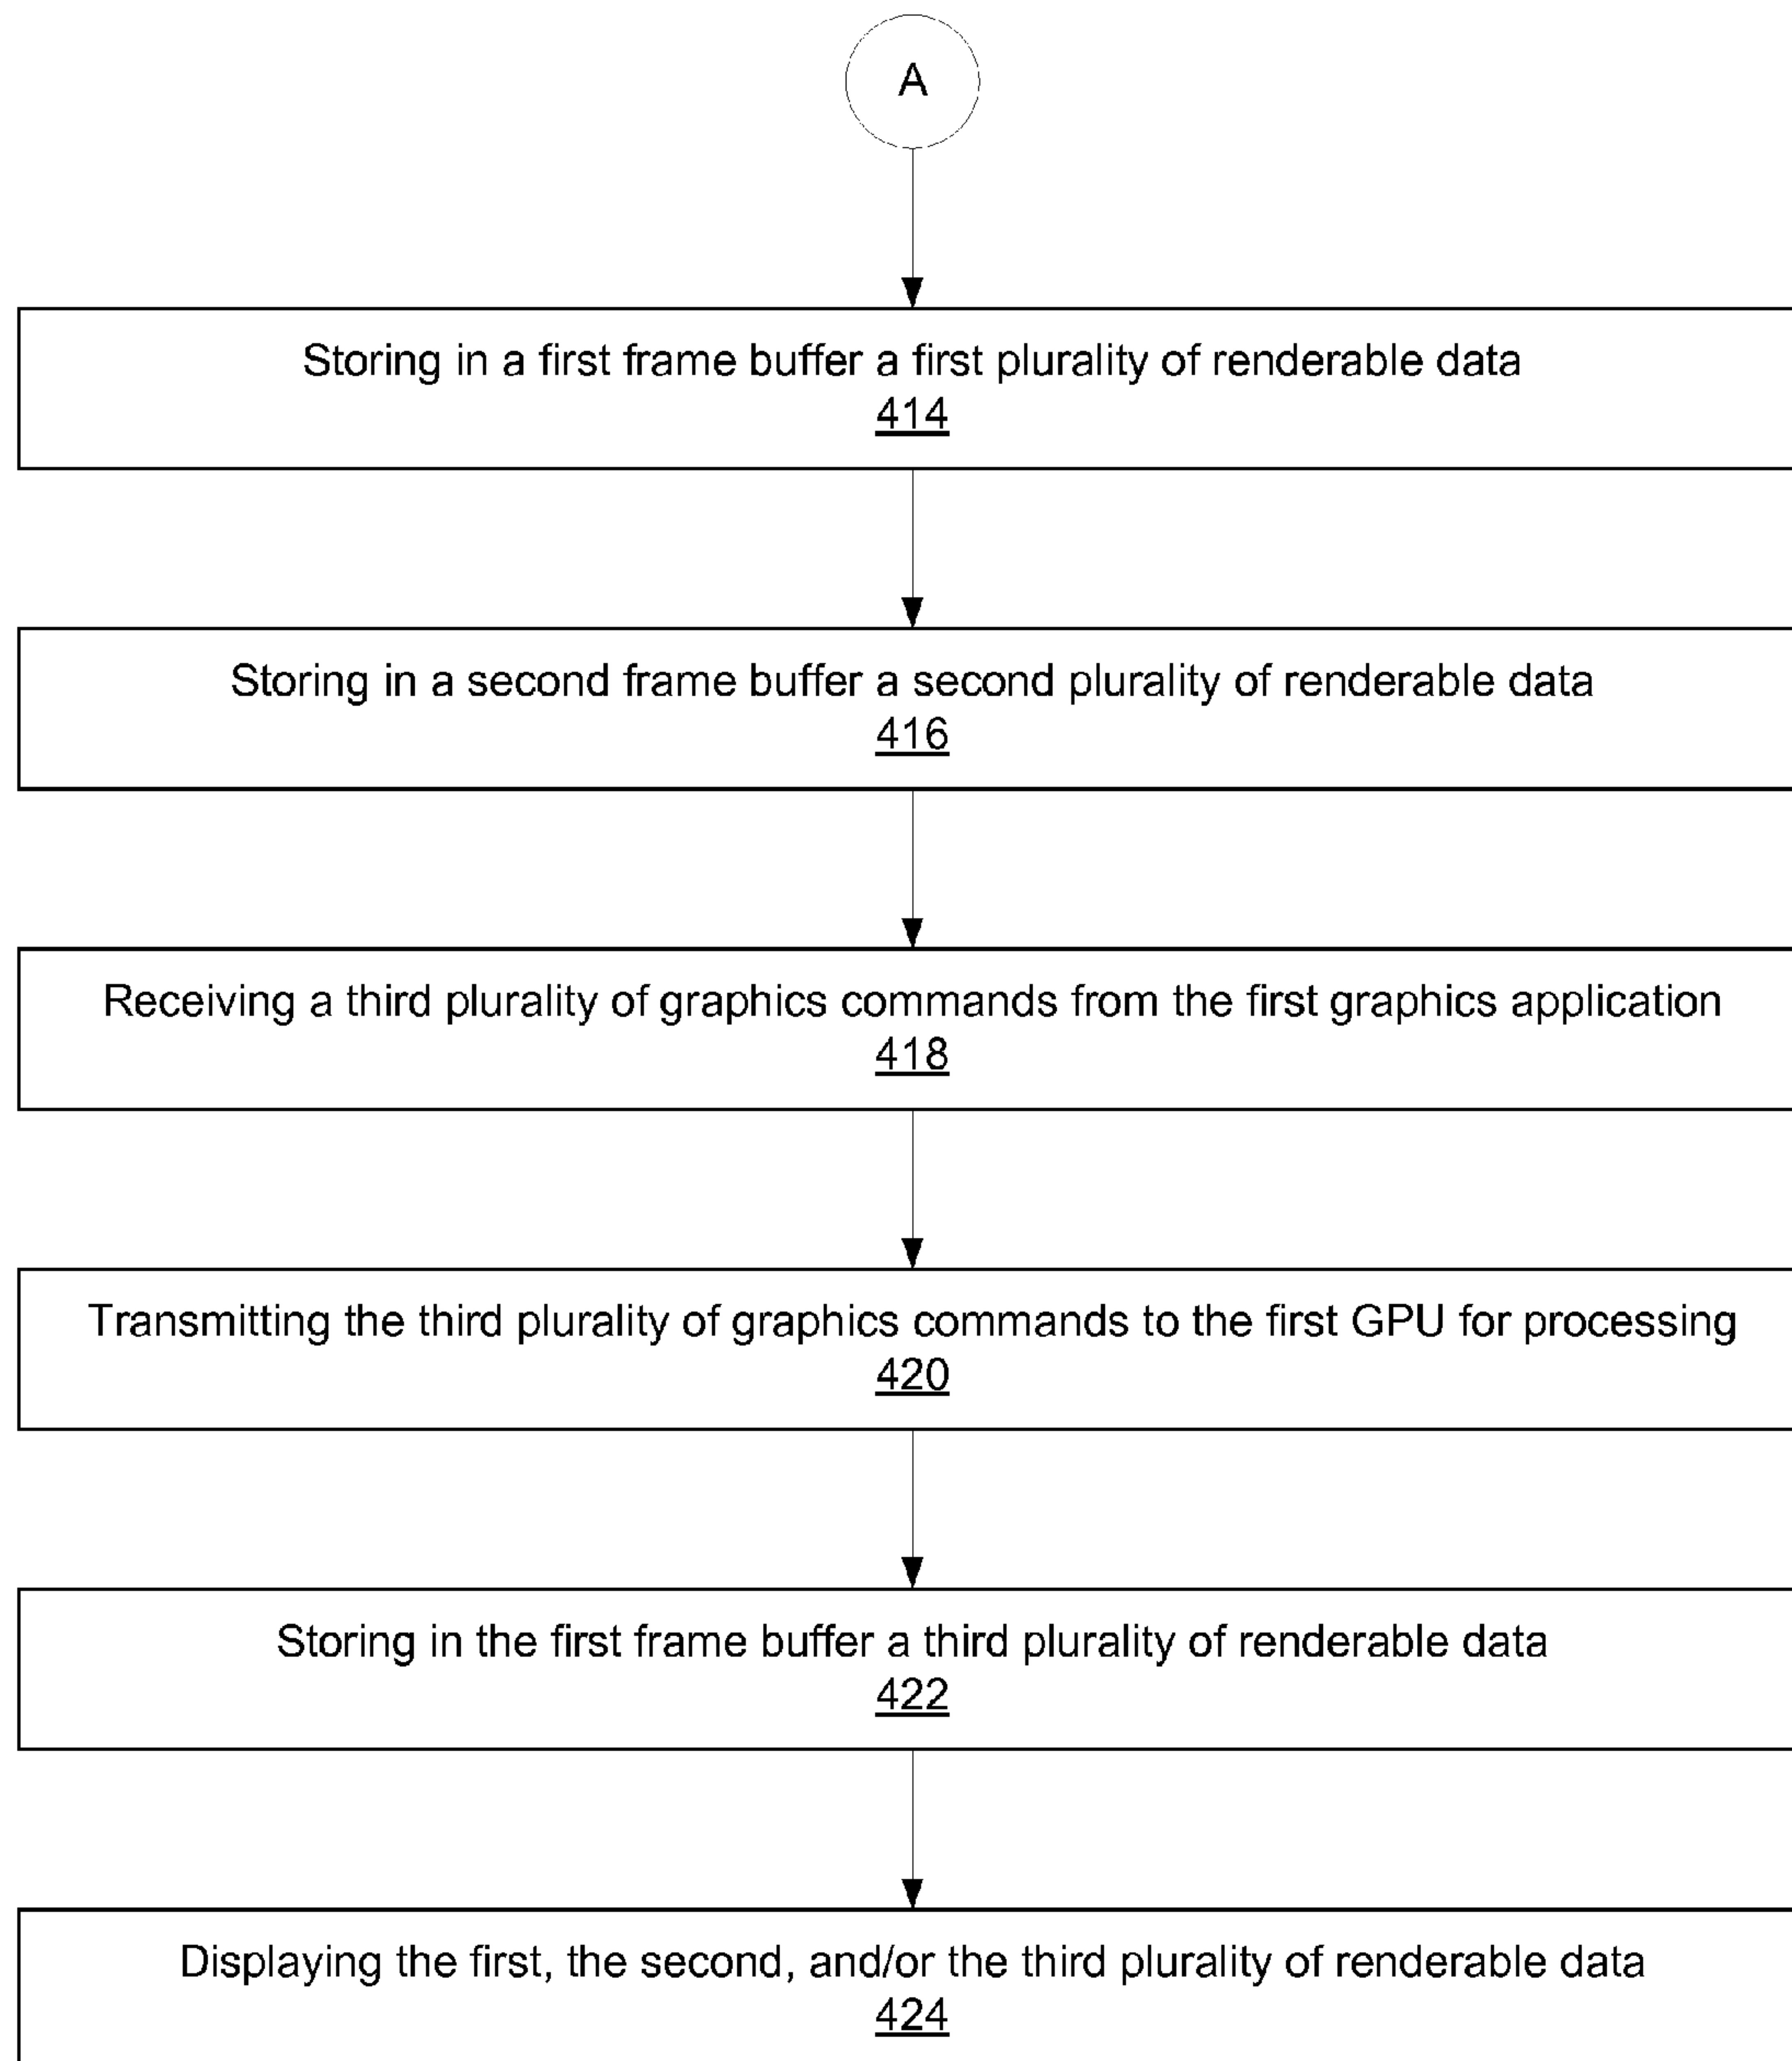 A
Storing in a first frame buffer a first plurality of renderable data
414
Storing in a second frame buffer a second plurality of renderable data
416
Receiving a third plurality of graphics commands from the first graphics application
418
Transmitting the third plurality of graphics commands to the first GPU for processing
420
Storing in the first frame buffer a third plurality of renderable data
422
Displaying the first, the second, and/or the third plurality of renderable data
424